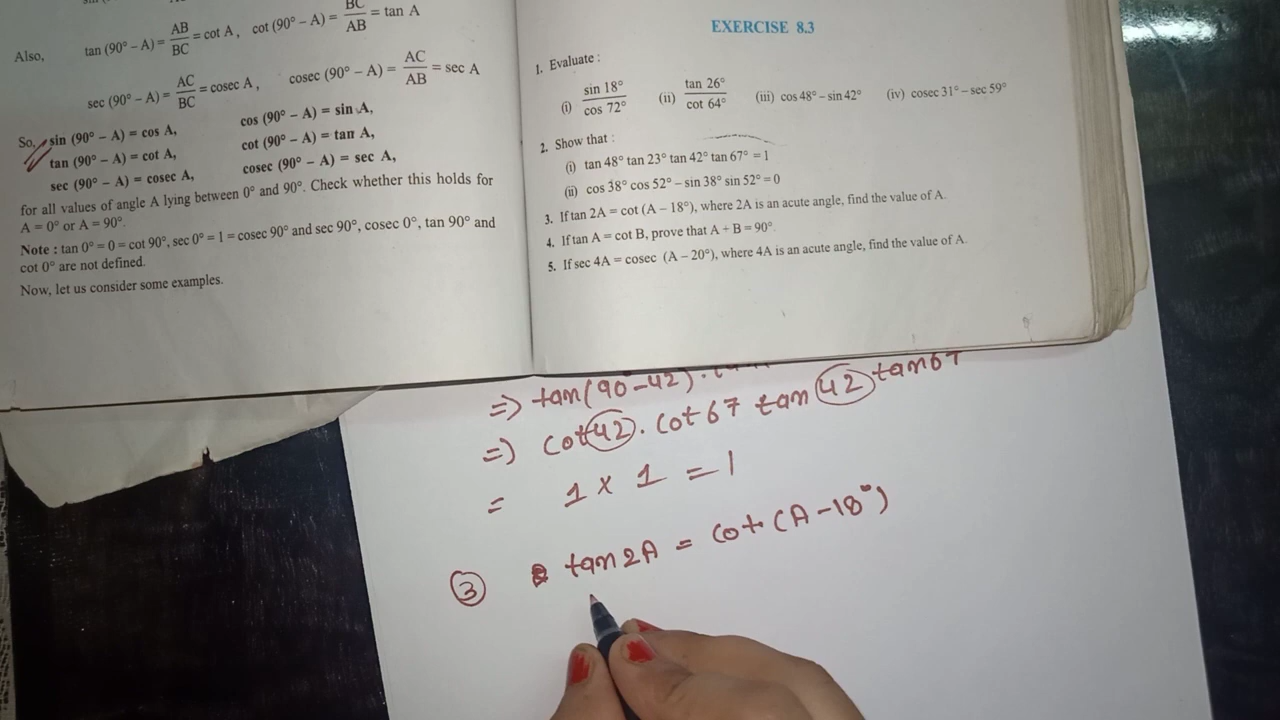 Also, tan (90° – A) = AB/BC = cot A, cot (90° – A) = BC/AB = tan A
sec (90° – A) = AC/BC = cosec A, cosec (90° – A) = AC/AB = sec A
So, sin (90° – A) = cos A, cos (90° – A) = sin A,
tan (90° – A) = cot A, cot (90° – A) = tan A,
sec (90° – A) = cosec A, cosec (90° – A) = sec A,
for all values of angle A lying between 0° and 90°. Check whether this holds for
A = 0° or A = 90°.
Note : tan 0° = 0 = cot 90°, sec 0° = 1 = cosec 90° and sec 90°, cosec 0°, tan 90° and
cot 0° are not defined.
Now, let us consider some examples.
EXERCISE 8.3
1. Evaluate :
(i) sin 18°/cos 72° (ii) tan 26°/cot 64° (iii) cos 48° – sin 42° (iv) cosec 31° – sec 59°
2. Show that :
(i) tan 48° tan 23° tan 42° tan 67° = 1
(ii) cos 38° cos 52° – sin 38° sin 52° = 0
3. If tan 2A = cot (A – 18°), where 2A is an acute angle, find the value of A.
4. If tan A = cot B, prove that A + B = 90°.
5. If sec 4A = cosec (A – 20°), where 4A is an acute angle, find the value of A.
=> tan(90°-42) .
=> cot42 . cot 67 tan 42 tan67
= 1 x 1 = 1
3 tan 2A = cot (A-18°)